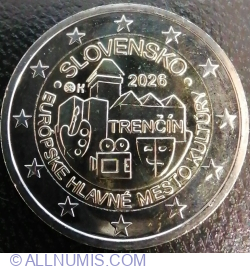 SLOVENSKO
2026
TRENČÍN
EURÓPSKE HLAVNÉ MESTO KULTÚRY
© ALLNUMIS.COM